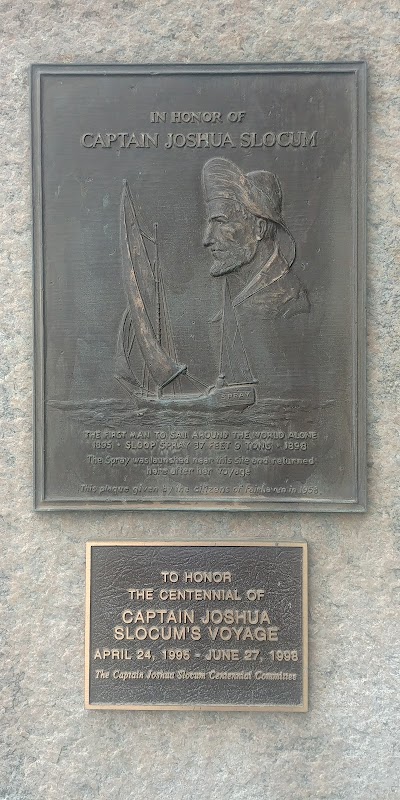 IN HONOR OF
CAPTAIN JOSHUA SLOCUM
SPRAY
THE FIRST MAN TO SAIL AROUND THE WORLD ALONE
1895 • SLOOP SPRAY 37 FEET 9 TONS • 1898
The Spray was launched near this site and returned
here after her voyage
This plaque given by the citizens of Fairhaven in 1958
TO HONOR
THE CENTENNIAL OF
CAPTAIN JOSHUA
SLOCUM'S VOYAGE
APRIL 24, 1995 - JUNE 27, 1998
The Captain Joshua Slocum Centennial Committee